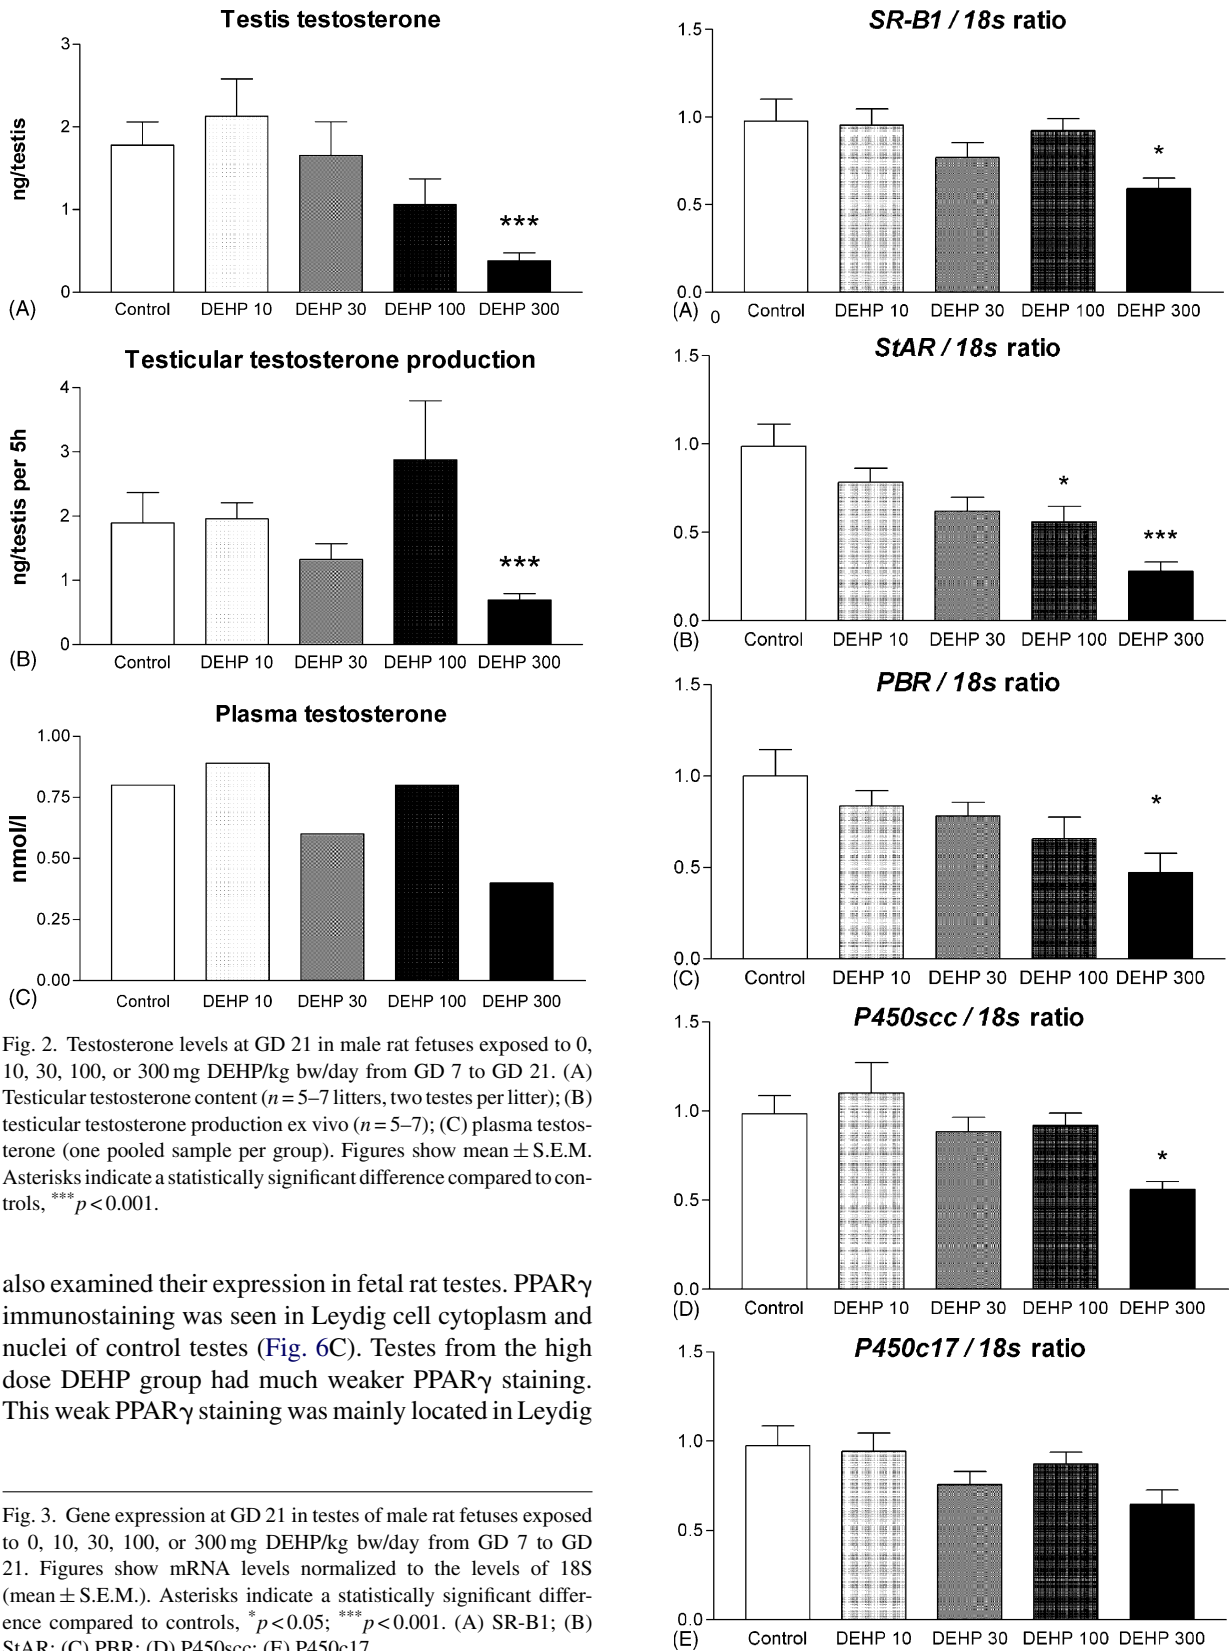 Testis testosterone
ng/testis
3
2
1
0
Control DEHP 10 DEHP 30 DEHP 100 DEHP 300
***
(A)
Testicular testosterone production
ng/testis per 5h
4
3
2
1
0
Control DEHP 10 DEHP 30 DEHP 100 DEHP 300
***
(B)
Plasma testosterone
nmol/l
1.00
0.75
0.50
0.25
0.00
Control DEHP 10 DEHP 30 DEHP 100 DEHP 300
(C)
Fig. 2. Testosterone levels at GD 21 in male rat fetuses exposed to 0,
10, 30, 100, or 300 mg DEHP/kg bw/day from GD 7 to GD 21. (A)
Testicular testosterone content (n = 5–7 litters, two testes per litter); (B)
testicular testosterone production ex vivo (n = 5–7); (C) plasma testos-
terone (one pooled sample per group). Figures show mean ± S.E.M.
Asterisks indicate a statistically significant difference compared to con-
trols, ***p < 0.001.
also examined their expression in fetal rat testes. PPARγ
immunostaining was seen in Leydig cell cytoplasm and
nuclei of control testes (Fig. 6C). Testes from the high
dose DEHP group had much weaker PPARγ staining.
This weak PPARγ staining was mainly located in Leydig
Fig. 3. Gene expression at GD 21 in testes of male rat fetuses exposed
to 0, 10, 30, 100, or 300 mg DEHP/kg bw/day from GD 7 to GD
21. Figures show mRNA levels normalized to the levels of 18S
(mean ± S.E.M.). Asterisks indicate a statistically significant differ-
ence compared to controls, *p < 0.05; ***p < 0.001. (A) SR-B1; (B)
StAR; (C) PBR; (D) P450scc; (E) P450c17.
SR-B1 / 18s ratio
1.5
1.0
0.5
0.0
0
Control DEHP 10 DEHP 30 DEHP 100 DEHP 300
*
(A)
StAR / 18s ratio
1.5
1.0
0.5
0.0
Control DEHP 10 DEHP 30 DEHP 100 DEHP 300
*
***
(B)
PBR / 18s ratio
1.5
1.0
0.5
0.0
Control DEHP 10 DEHP 30 DEHP 100 DEHP 300
*
(C)
P450scc / 18s ratio
1.5
1.0
0.5
0.0
Control DEHP 10 DEHP 30 DEHP 100 DEHP 300
*
(D)
P450c17 / 18s ratio
1.5
1.0
0.5
0.0
Control DEHP 10 DEHP 30 DEHP 100 DEHP 300
(E)